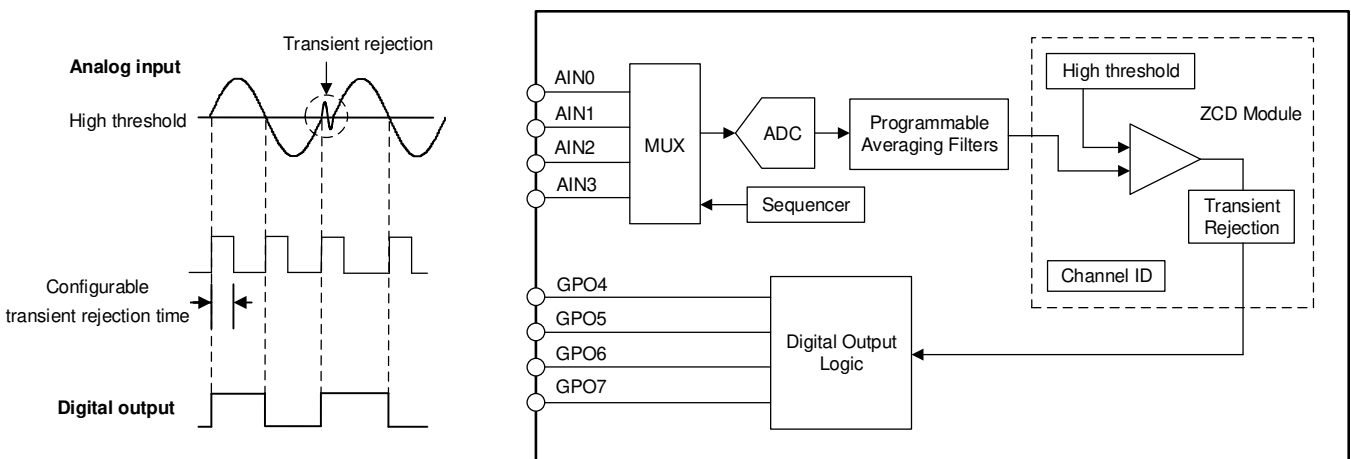 Transient rejection
Analog input
High threshold
Configurable
transient rejection time
Digital output
AIN0
AIN1
AIN2
AIN3
MUX
ADC
Programmable
Averaging Filters
Sequencer
High threshold
ZCD Module
Transient
Rejection
Channel ID
GPO4
GPO5
GPO6
GPO7
Digital Output
Logic